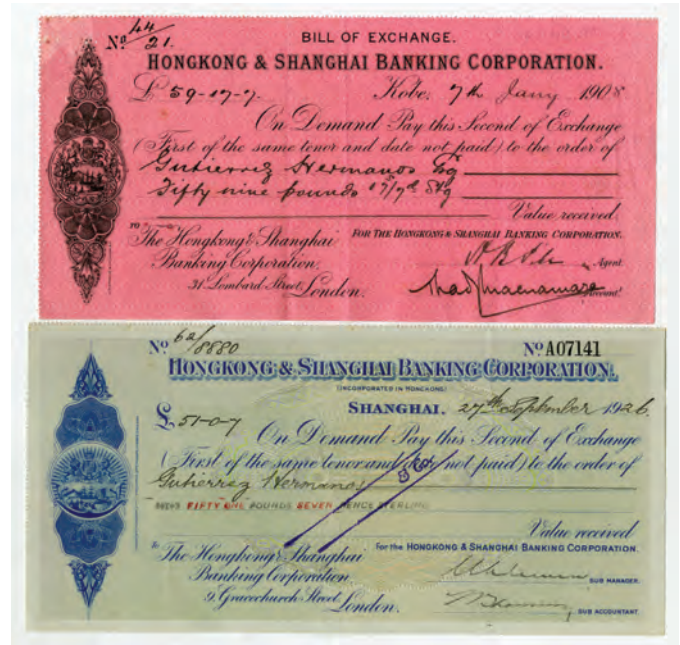 Nº 44/21.
BILL OF EXCHANGE.
HONGKONG & SHANGHAI BANKING CORPORATION.
£ 59-17-7. Kobe, 7th Jany 1908
On Demand Pay this Second of Exchange
(First of the same tenor and date not paid) to the order of
Gutierrez Hermanos
Fifty nine pounds 17/7d Stg
Value received.
TO The Hongkong & Shanghai FOR THE HONGKONG & SHANGHAI BANKING CORPORATION.
Banking Corporation, Agent.
31 Lombard Street, London. Account.
Nº 62/8880 Nº A07141
HONGKONG & SHANGHAI BANKING CORPORATION.
(INCORPORATED IN HONGKONG)
SHANGHAI, 27th September 1926.
£ 51-0-7
On Demand Pay this Second of Exchange
(First of the same tenor and date not paid) to the order of
Gutierrez Hermanos
FIFTY ONE POUNDS SEVEN PENCE STERLING
Value received
To The Hongkong & Shanghai For the HONGKONG & SHANGHAI BANKING CORPORATION.
Banking Corporation, SUB MANAGER.
9, Gracechurch Street, London. SUB ACCOUNTANT.